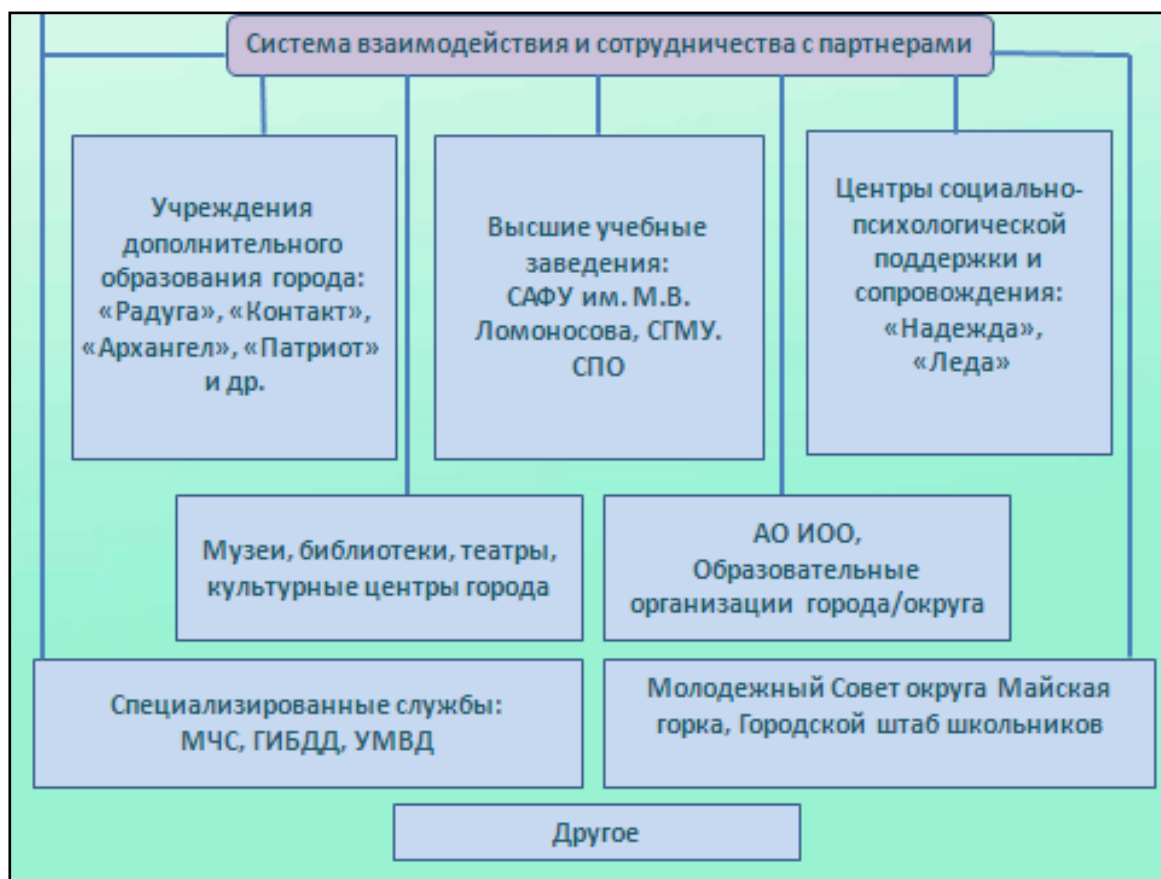 Система взаимодействия и сотрудничества с партнерами
Учреждения
дополнительного
образования города:
«Радуга», «Контакт»,
«Архангел», «Патриот»
и др.
Высшие учебные
заведения:
САФУ им. М.В.
Ломоносова, СГМУ.
СПО
Центры социально-
психологической
поддержки и
сопровождения:
«Надежда»,
«Леда»
Музеи, библиотеки, театры,
культурные центры города
АО ИОО,
Образовательные
организации города/округа
Специализированные службы:
МЧС, ГИБДД, УМВД
Молодежный Совет округа Майская
горка, Городской штаб школьников
Другое